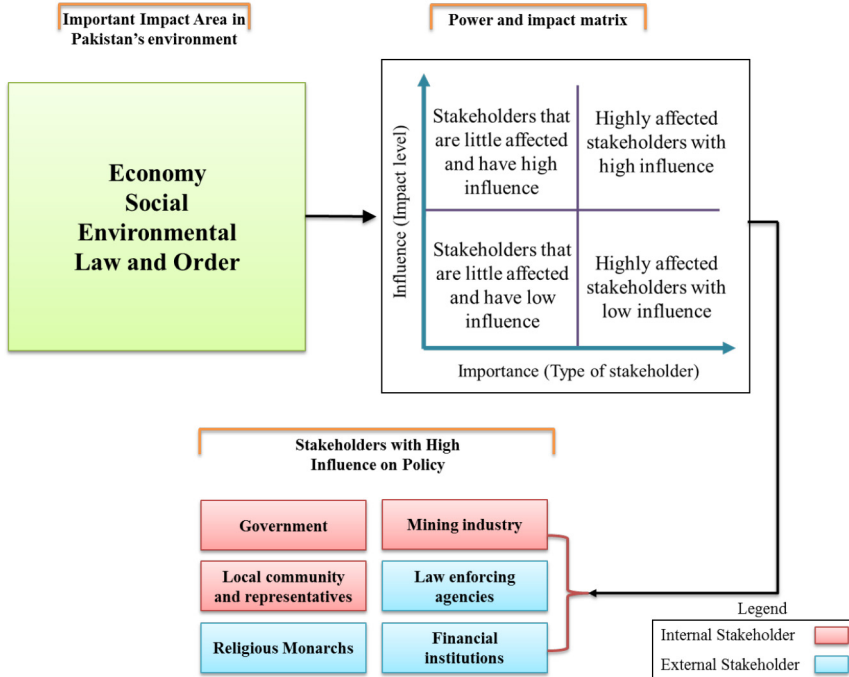 Important Impact Area in
Pakistan's environment
Power and impact matrix
Economy
Social
Environmental
Law and Order
Influence (Impact level)
Stakeholders that
are little affected
and have high
influence
Highly affected
stakeholders with
high influence
Stakeholders that
are little affected
and have low
influence
Highly affected
stakeholders with
low influence
Importance (Type of stakeholder)
Stakeholders with High
Influence on Policy
Government
Mining industry
Local community
and representatives
Law enforcing
agencies
Religious Monarchs
Financial
institutions
Legend
Internal Stakeholder
External Stakeholder